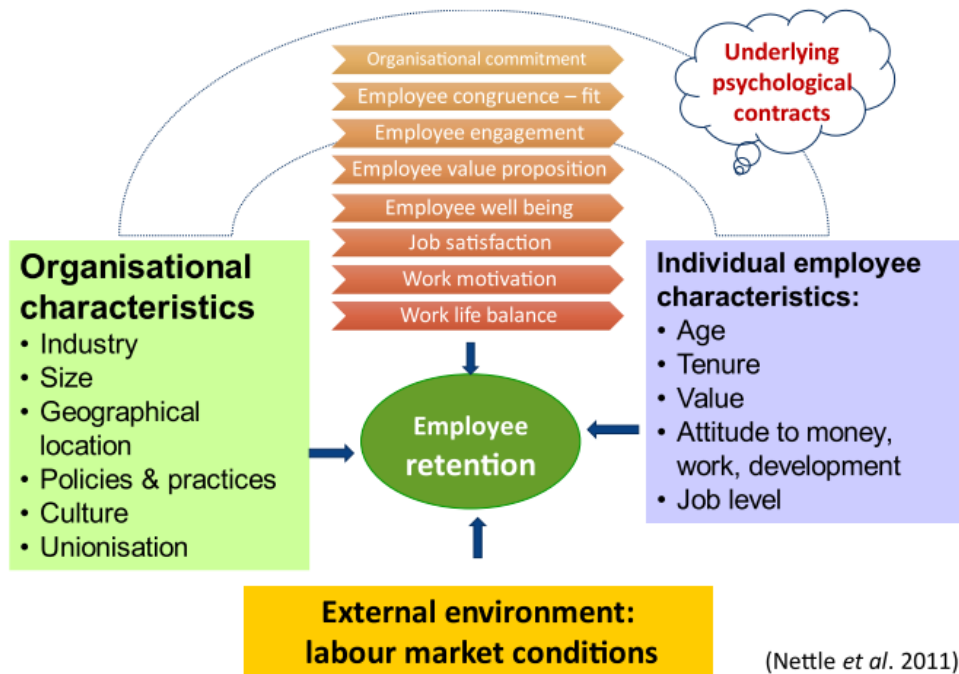 Organisational commitment
Employee congruence – fit
Employee engagement
Employee value proposition
Employee well being
Job satisfaction
Work motivation
Work life balance
Underlying
psychological
contracts
Organisational
characteristics
• Industry
• Size
• Geographical
location
• Policies & practices
• Culture
• Unionisation
Employee
retention
Individual employee
characteristics:
• Age
• Tenure
• Value
• Attitude to money,
work, development
• Job level
External environment:
labour market conditions
(Nettle et al. 2011)